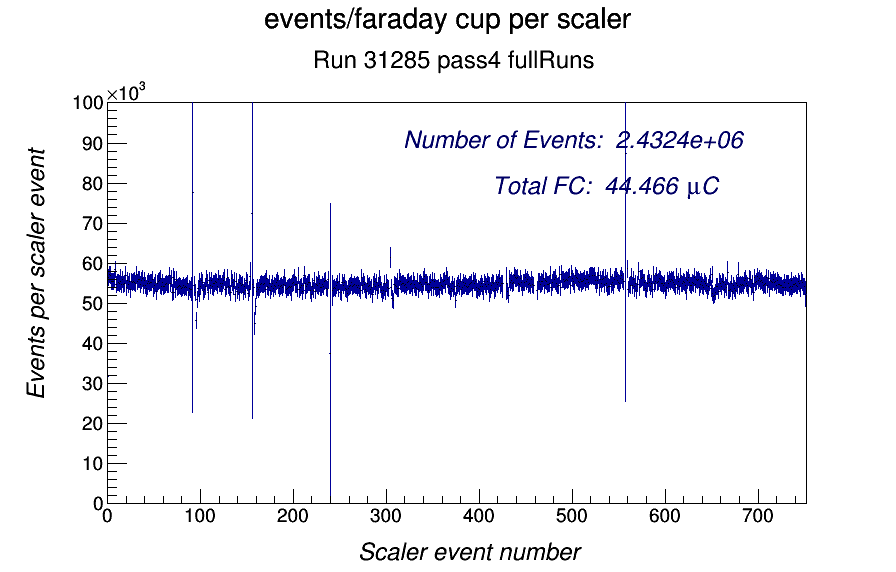 events/faraday cup per scaler
Run 31285 pass4 fullRuns
×10³
100
90
80
70
60
50
40
30
20
10
0
Events per scaler event
Number of Events: 2.4324e+06
Total FC: 44.466 μC
0 100 200 300 400 500 600 700
Scaler event number